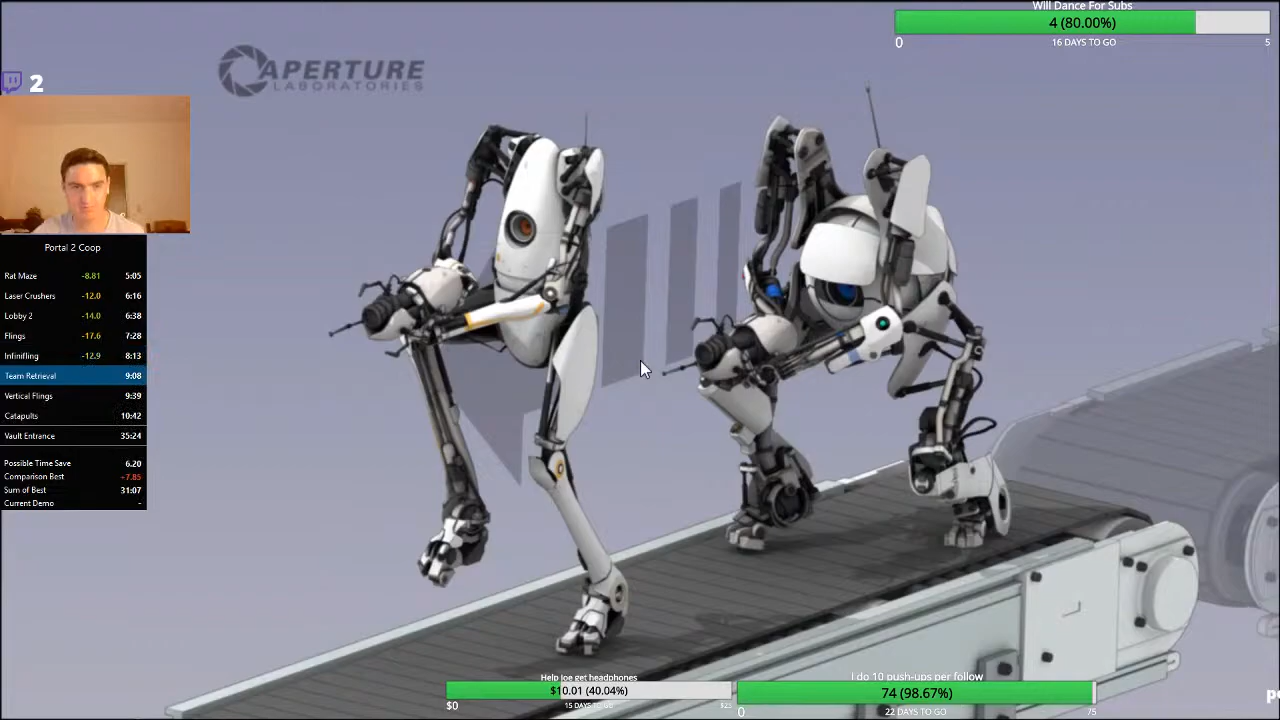 Will Dance For Subs
4 (80.00%)
0 16 DAYS TO GO 5
APERTURE
LABORATORIES
2
Portal 2 Coop
Rat Maze -8.81 5:05
Laser Crushers -12.0 6:16
Lobby 2 -14.0 6:38
Flings -17.6 7:28
Infinifling -12.9 8:13
Team Retrieval 9:08
Vertical Flings 9:39
Catapults 10:42
Vault Entrance 35:24
Possible Time Save 6.20
Comparison Best +7.85
Sum of Best 31:07
Current Demo -
Help Joe get headphones
$10.01 (40.04%)
$0 15 DAYS TO GO $25
I do 10 push-ups per follow
74 (98.67%)
0 22 DAYS TO GO 75